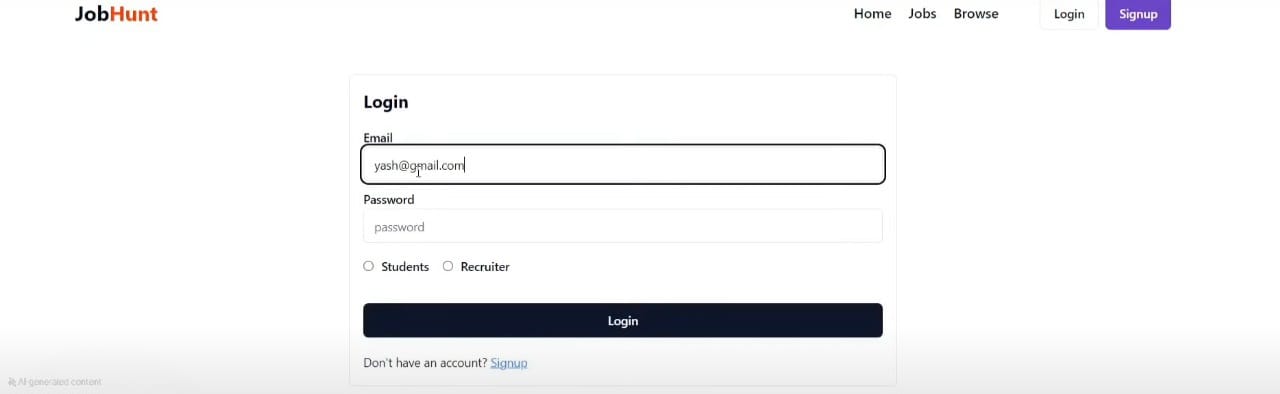 JobHunt Home Jobs Browse Login Signup
Login
Email
yash@gmail.com
Password
password
Students Recruiter
Login
Don't have an account? Signup
AI-generated content